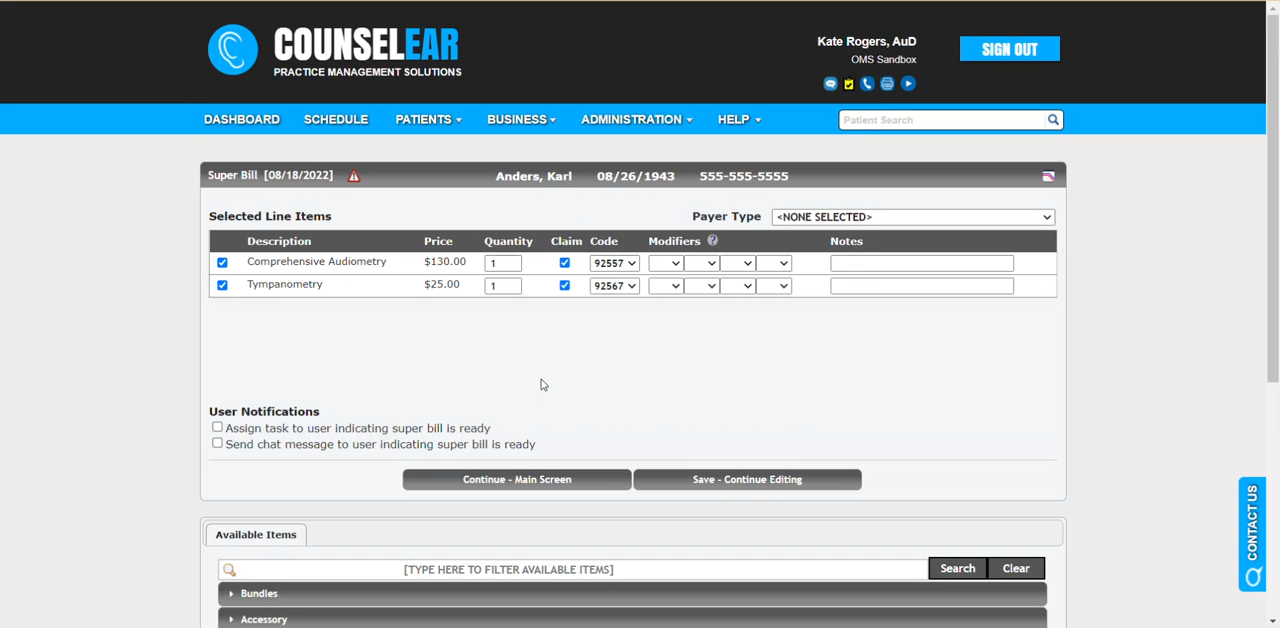 COUNSELEAR
PRACTICE MANAGEMENT SOLUTIONS
Kate Rogers, AuD
OMS Sandbox
SIGN OUT
DASHBOARD SCHEDULE PATIENTS BUSINESS ADMINISTRATION HELP Patient Search
Super Bill [08/18/2022] Anders, Karl 08/26/1943 555-555-5555
Selected Line Items Payer Type <NONE SELECTED>
Description Price Quantity Claim Code Modifiers Notes
Comprehensive Audiometry $130.00 1 92557
Tympanometry $25.00 1 92567
User Notifications
Assign task to user indicating super bill is ready
Send chat message to user indicating super bill is ready
Continue - Main Screen Save - Continue Editing
CONTACT US
Available Items
[TYPE HERE TO FILTER AVAILABLE ITEMS] Search Clear
Bundles
Accessory